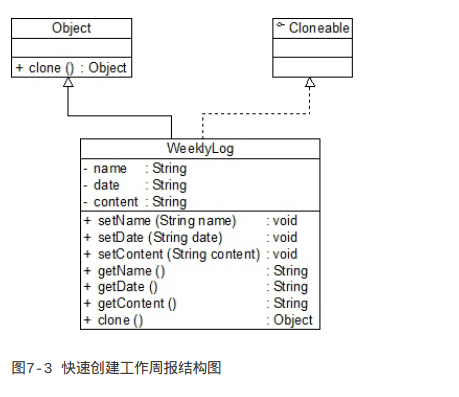 Object
+ clone () : Object
Cloneable
WeeklyLog
- name : String
- date : String
- content : String
+ setName (String name) : void
+ setDate (String date) : void
+ setContent (String content) : void
+ getName () : String
+ getDate () : String
+ getContent () : String
+ clone () : Object
图7-3 快速创建工作周报结构图